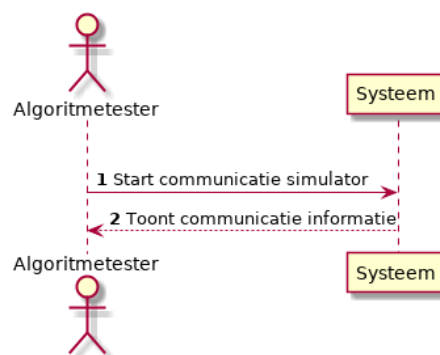 Algoritmetester
Systeem
1 Start communicatie simulator
2 Toont communicatie informatie
Algoritmetester
Systeem